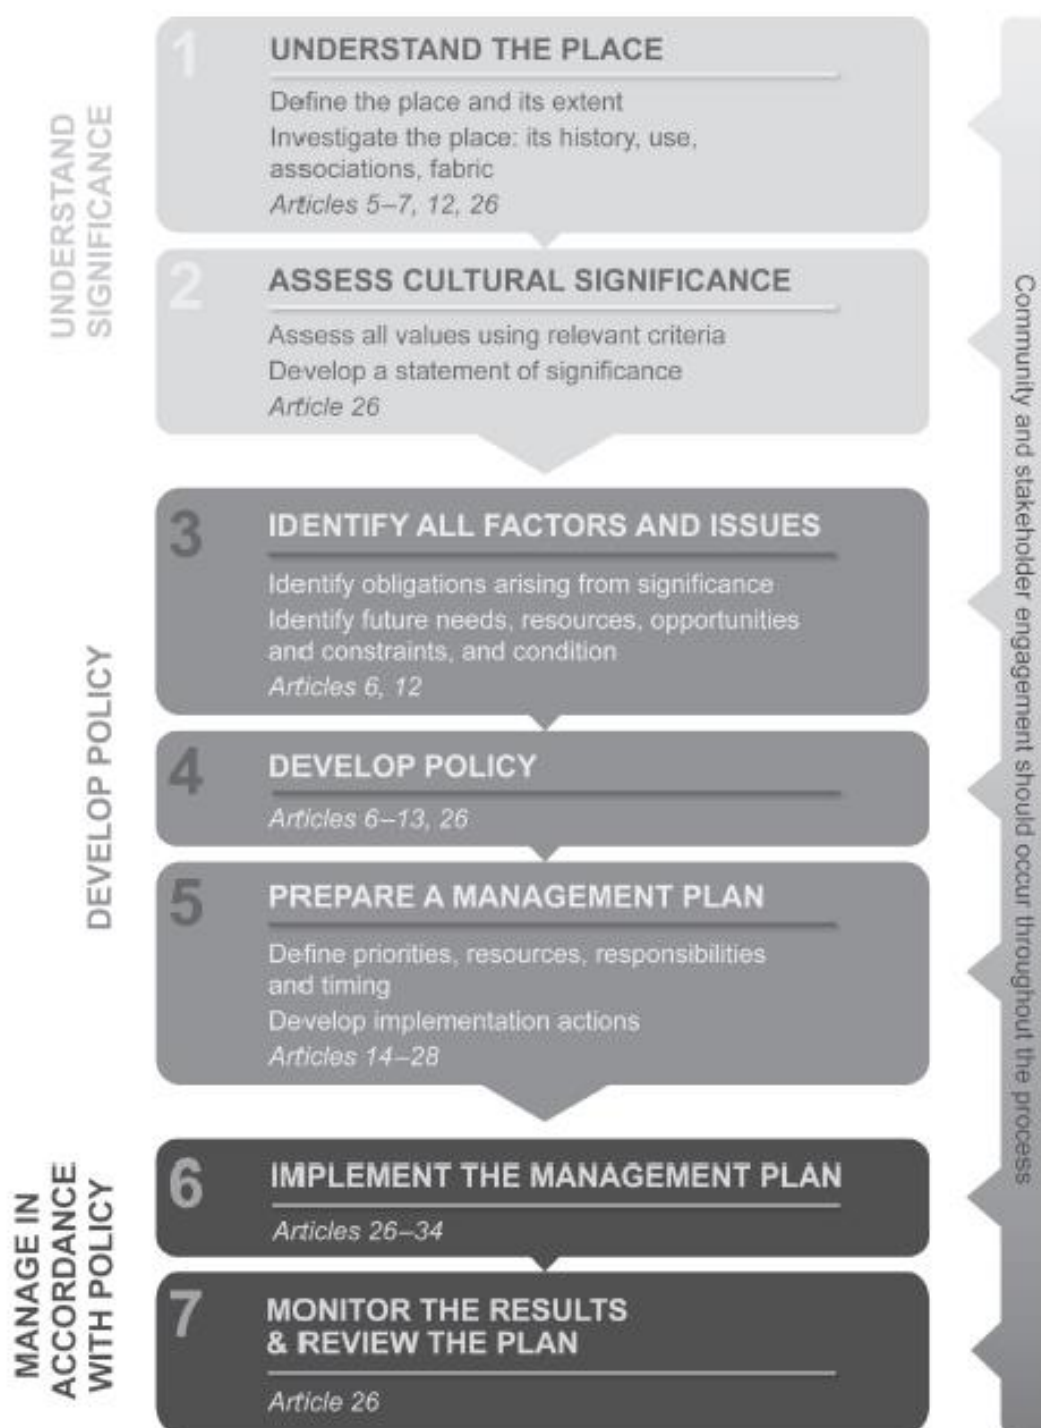 UNDERSTAND
SIGNIFICANCE
1
UNDERSTAND THE PLACE
Define the place and its extent
Investigate the place: its history, use,
associations, fabric
Articles 5–7, 12, 26
2
ASSESS CULTURAL SIGNIFICANCE
Assess all values using relevant criteria
Develop a statement of significance
Article 26
DEVELOP POLICY
3
IDENTIFY ALL FACTORS AND ISSUES
Identify obligations arising from significance
Identify future needs, resources, opportunities
and constraints, and condition
Articles 6, 12
4
DEVELOP POLICY
Articles 6–13, 26
5
PREPARE A MANAGEMENT PLAN
Define priorities, resources, responsibilities
and timing
Develop implementation actions
Articles 14–28
MANAGE IN
ACCORDANCE
WITH POLICY
6
IMPLEMENT THE MANAGEMENT PLAN
Articles 26–34
7
MONITOR THE RESULTS
& REVIEW THE PLAN
Article 26
Community and stakeholder engagement should occur throughout the process